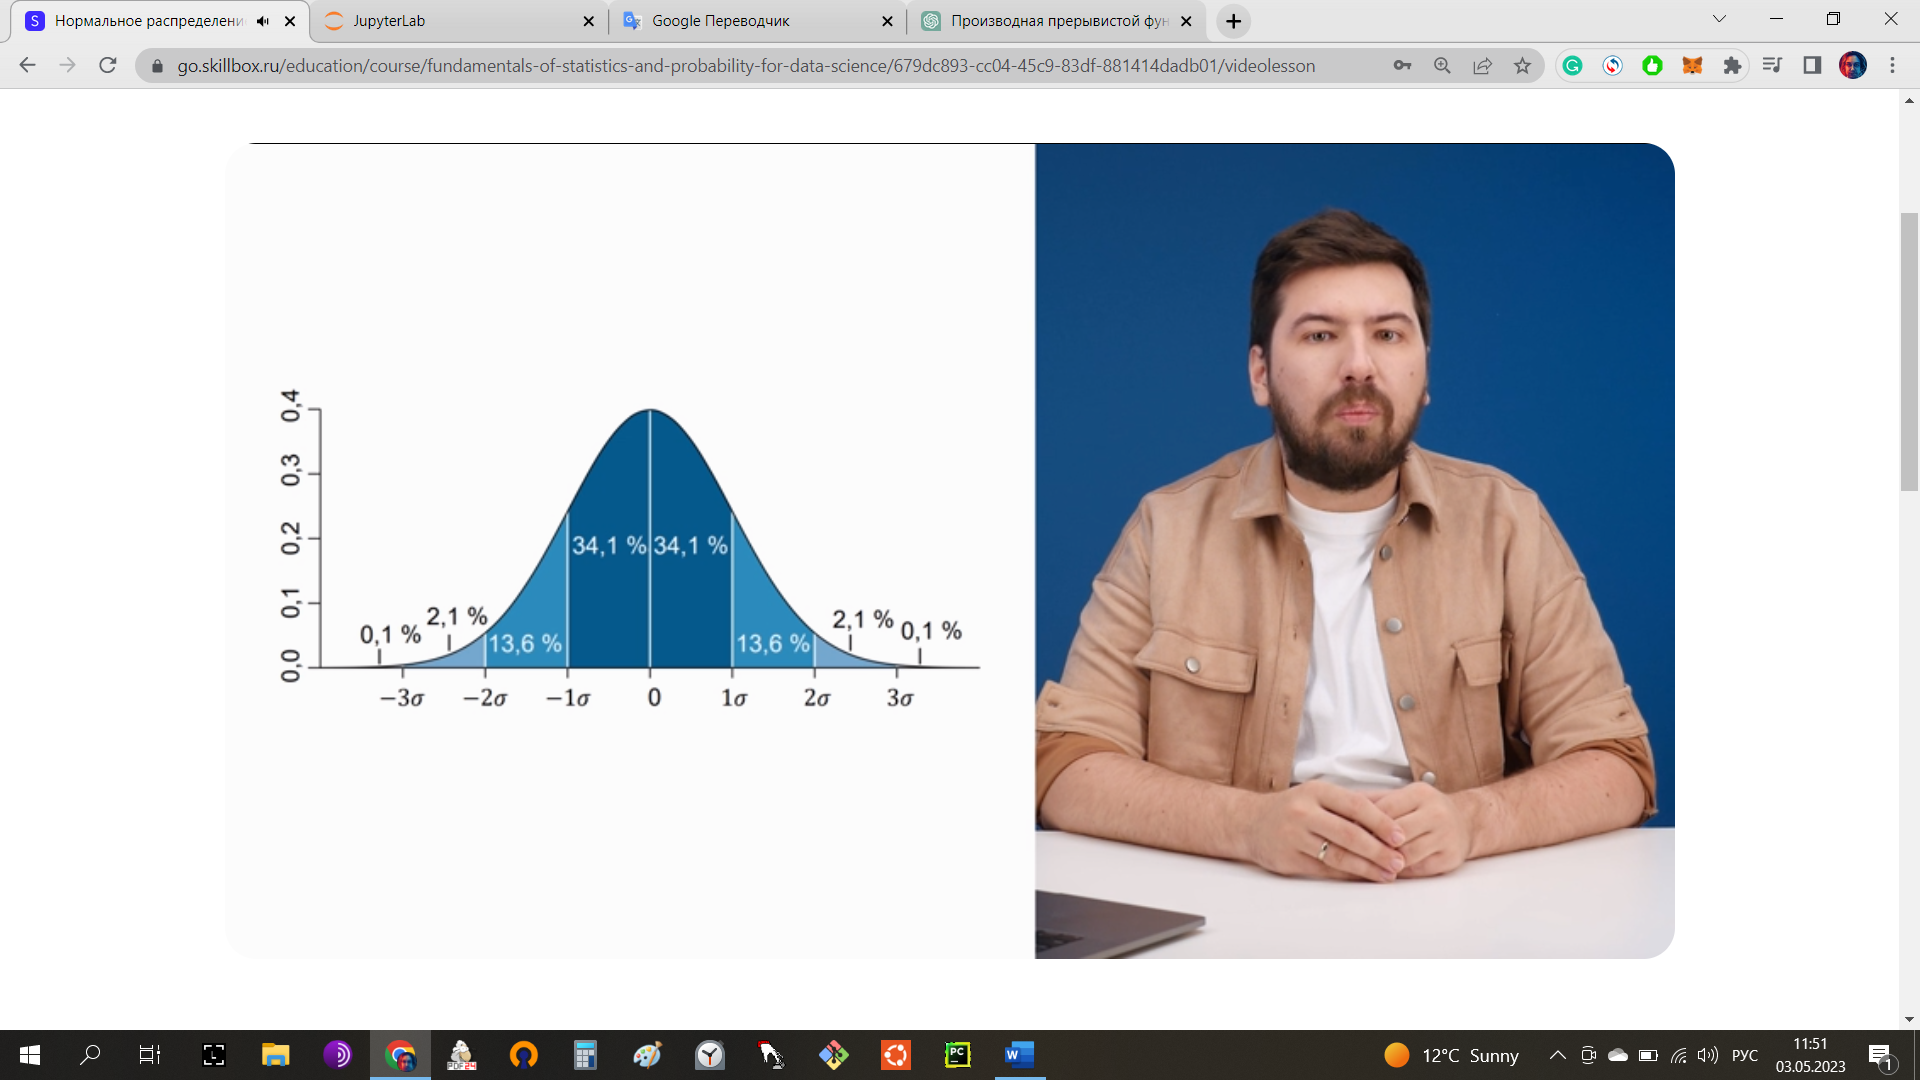 Нормальное распределени
JupyterLab
Google Переводчик
Производная прерывистой фун
go.skillbox.ru/education/course/fundamentals-of-statistics-and-probability-for-data-science/679dc893-cc04-45c9-83df-881414dadb01/videolesson
0,4
0,3
0,2
0,1
0,0
34,1 % 34,1 %
0,1 % 2,1 % 13,6 % 13,6 % 2,1 % 0,1 %
−3σ −2σ −1σ 0 1σ 2σ 3σ
12°C Sunny
РУС
11:51
03.05.2023
1